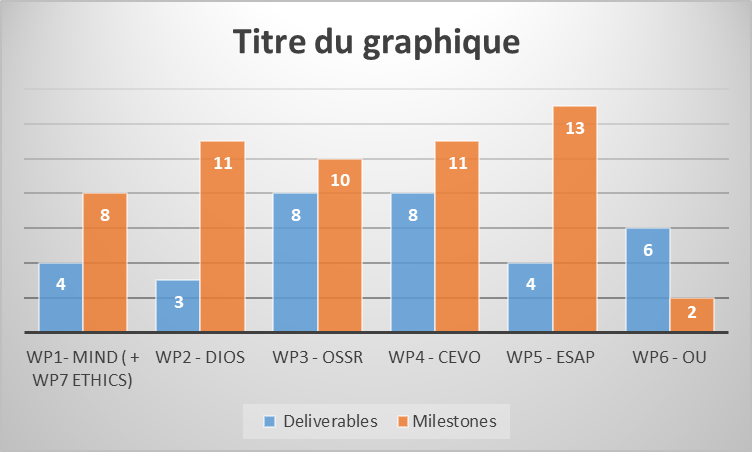 Titre du graphique
4
8
3
11
8
10
8
11
4
13
6
2
WP1- MIND ( +
WP7 ETHICS)
WP2 - DIOS
WP3 - OSSR
WP4 - CEVO
WP5 - ESAP
WP6 - OU
Deliverables
Milestones